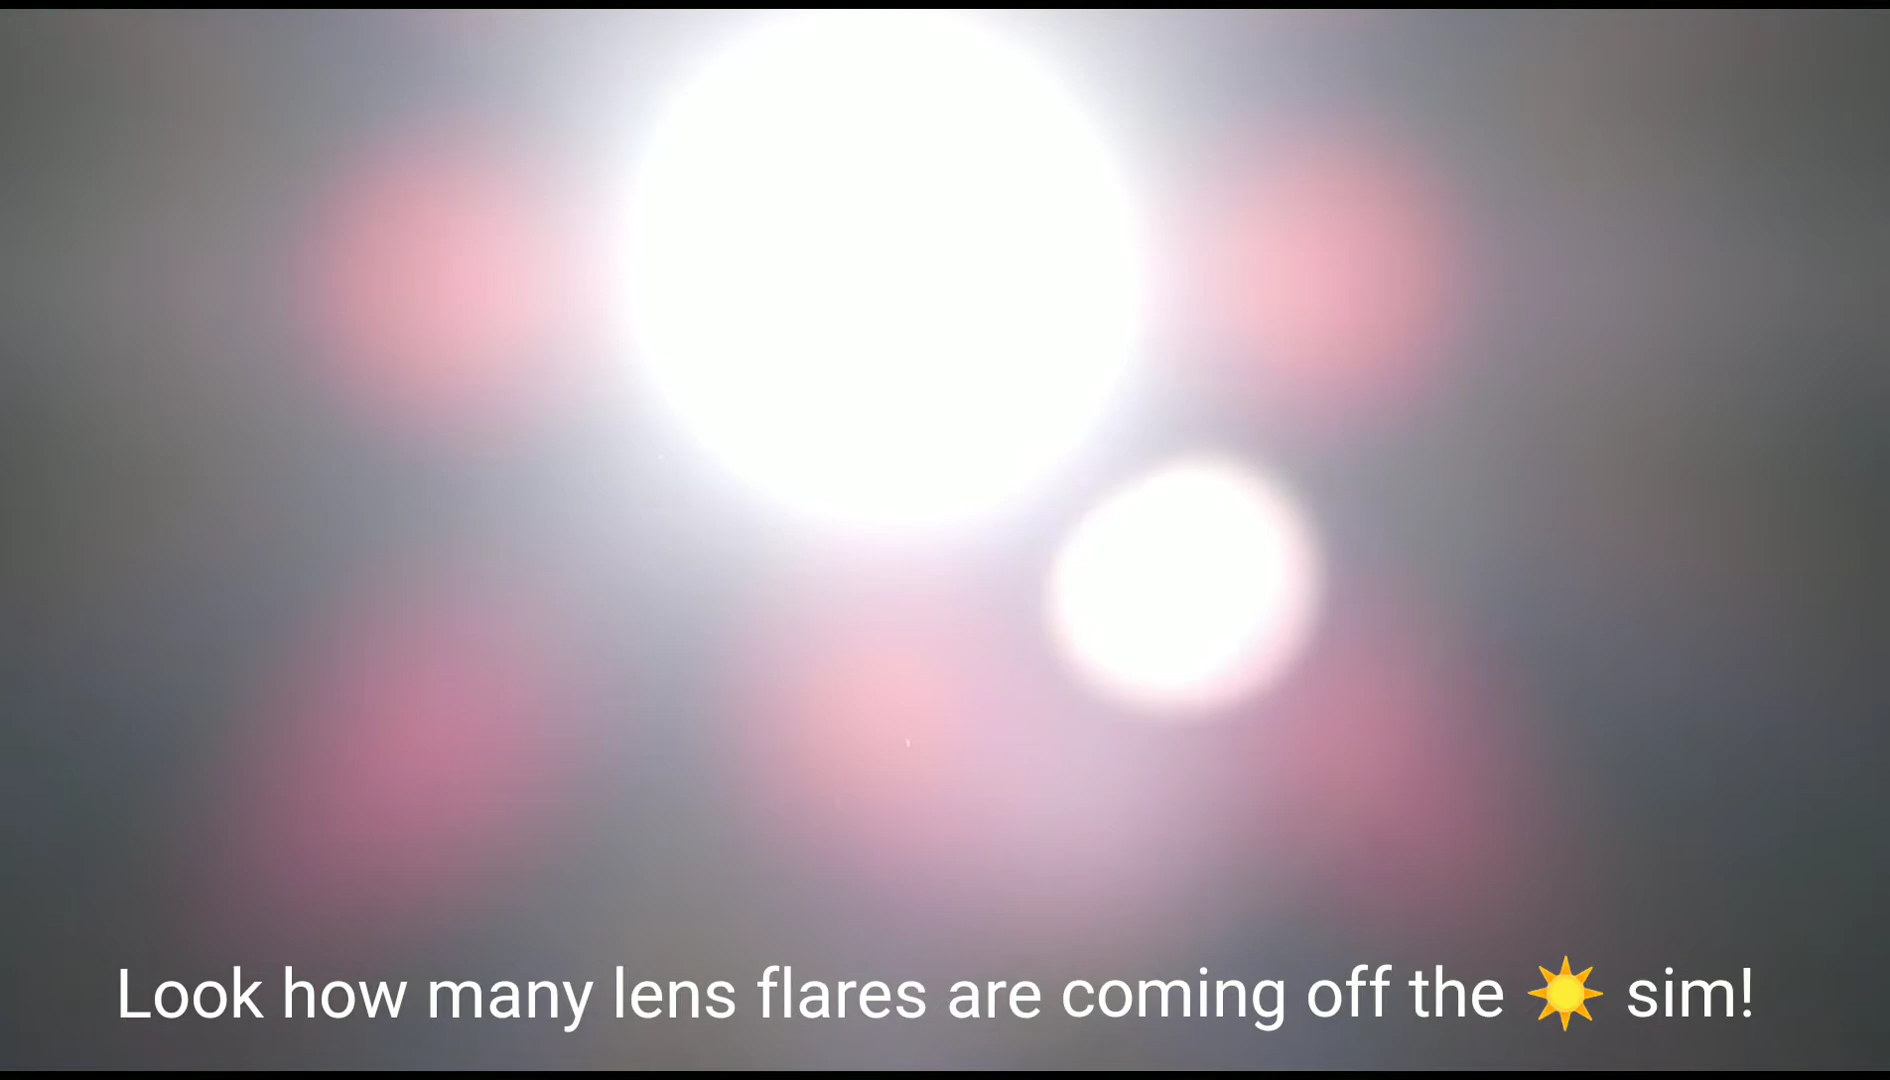 Look how many lens flares are coming off the ☀️ sim!